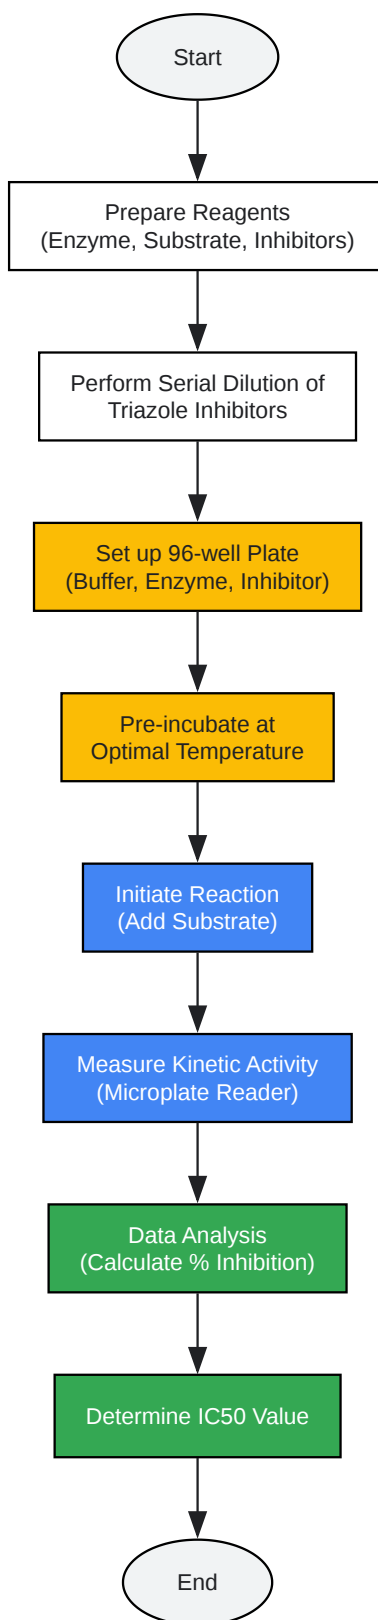 Start
Prepare Reagents
(Enzyme, Substrate, Inhibitors)
Perform Serial Dilution of
Triazole Inhibitors
Set up 96-well Plate
(Buffer, Enzyme, Inhibitor)
Pre-incubate at
Optimal Temperature
Initiate Reaction
(Add Substrate)
Measure Kinetic Activity
(Microplate Reader)
Data Analysis
(Calculate % Inhibition)
Determine IC50 Value
End